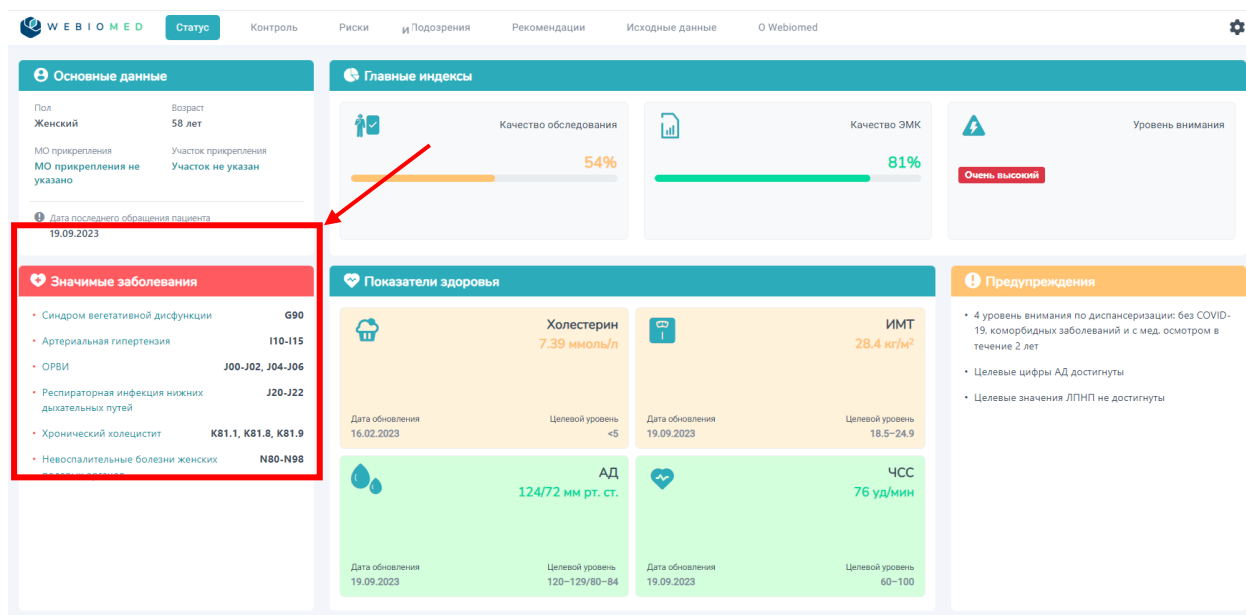 WEBIOMED
Статус
Контроль
Риски
и Подозрения
Рекомендации
Исходные данные
О Webiomed
Основные данные
Пол
Возраст
Женский
58 лет
МО прикрепления
Участок прикрепления
МО прикрепления не
указано
Участок не указан
Дата последнего обращения пациента
19.09.2023
Главные индексы
Качество обследования
54%
Качество ЭМК
81%
Уровень внимания
Очень высокий
Значимые заболевания
Синдром вегетативной дисфункции G90
Артериальная гипертензия I10-I15
ОРВИ J00-J02, J04-J06
Респираторная инфекция нижних J20-J22
дыхательных путей
Хронический холецистит K81.1, K81.8, K81.9
Невоспалительные болезни женских N80-N98
Показатели здоровья
Холестерин
7.39 ммоль/л
Дата обновления
Целевой уровень
16.02.2023
<5
ИМТ
28.4 кг/м²
Дата обновления
Целевой уровень
19.09.2023
18.5–24.9
АД
124/72 мм рт. ст.
Дата обновления
Целевой уровень
19.09.2023
120–129/80–84
ЧСС
76 уд/мин
Дата обновления
Целевой уровень
19.09.2023
60–100
Предупреждения
4 уровень внимания по диспансеризации: без COVID-
19, коморбидных заболеваний и с мед. осмотром в
течение 2 лет
Целевые цифры АД достигнуты
Целевые значения ЛПНП не достигнуты